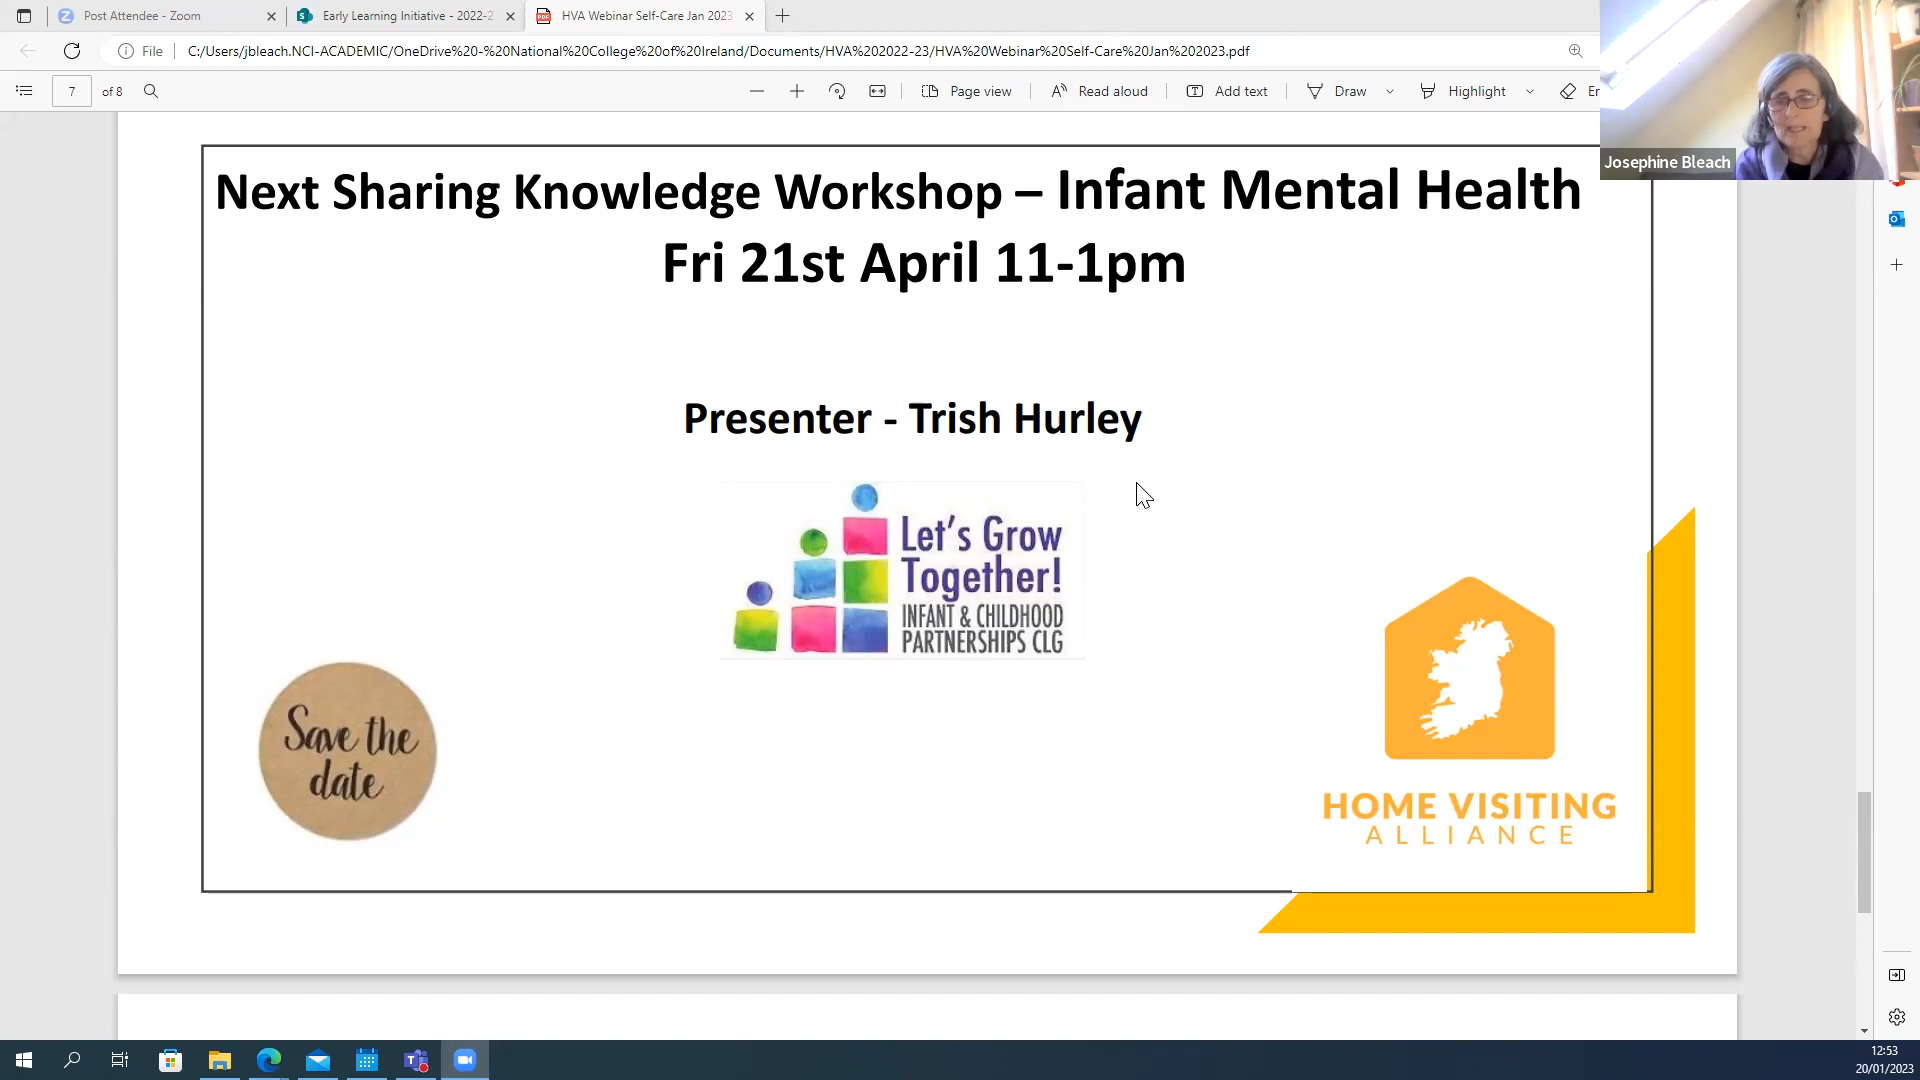 Post Attendee - Zoom
Early Learning Initiative - 2022-2
HVA Webinar Self-Care Jan 2023
File
C:/Users/jbleach.NCI-ACADEMIC/OneDrive%20-%20National%20College%20of%20Ireland/Documents/HVA%202022-23/HVA%20Webinar%20Self-Care%20Jan%202023.pdf
7 of 8
Page view
Read aloud
Add text
Draw
Highlight
Er
Josephine Bleach
Next Sharing Knowledge Workshop – Infant Mental Health
Fri 21st April 11-1pm
Presenter - Trish Hurley
Let's Grow
Together!
INFANT & CHILDHOOD
PARTNERSHIPS CLG
Save the
date
HOME VISITING
ALLIANCE
12:53
20/01/2023